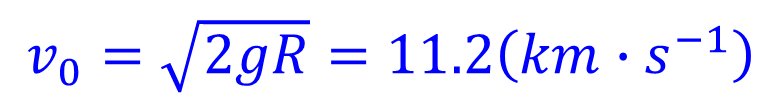 v₀ = √2gR = 11.2(km · s⁻¹)